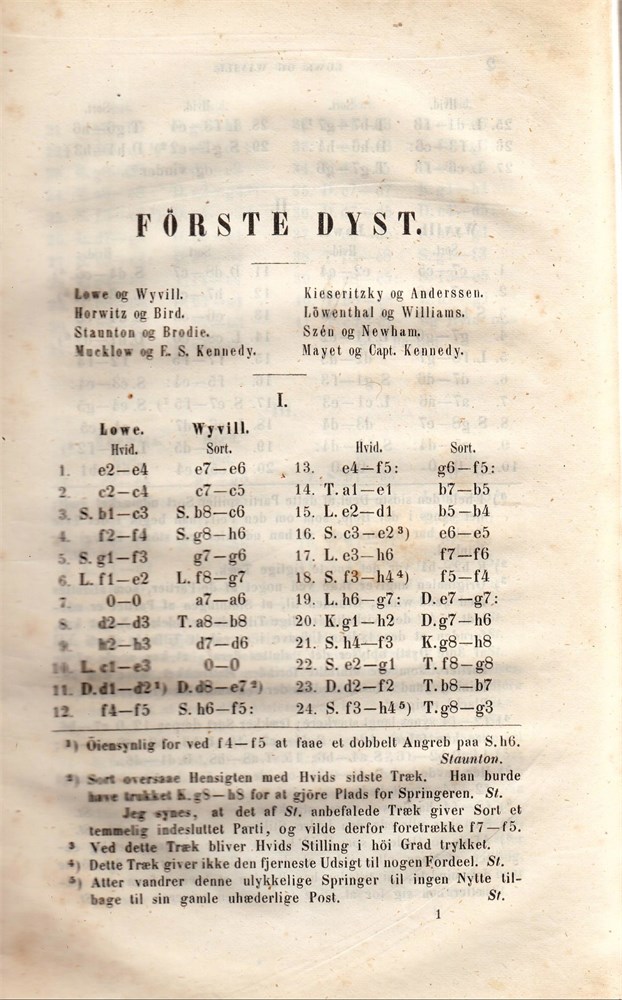 FÖRSTE DYST.
Lowe og Wyvill. Kieseritzky og Anderssen.
Horwitz og Bird. Löwenthal og Williams.
Staunton og Brodie. Szén og Newham.
Mucklow og E. S. Kennedy. Mayet og Capt. Kennedy.
I.
Lowe. Wyvill.
Hvid. Sort. Hvid. Sort.
1. e2—e4 e7—e6 13. e4—f5: g6—f5:
2. c2—c4 c7—c5 14. T. a1—e1 b7—b5
3. S. b1—c3 S. b8—c6 15. L. e2—d1 b5—b4
4. f2—f4 S. g8—h6 16. S. c3—e2 ³) e6—e5
5. S. g1—f3 g7—g6 17. L. e3—h6 f7—f6
6. L. f1—e2 L. f8—g7 18. S. f3—h4 ⁴) f5—f4
7. 0—0 a7—a6 19. L. h6—g7: D. e7—g7:
8. d2—d3 T. a8—b8 20. K. g1—h2 D. g7—h6
9. h2—h3 d7—d6 21. S. h4—f3 K. g8—h8
10. L. c1—e3 0—0 22. S. e2—g1 T. f8—g8
11. D. d1—d2 ¹) D. d8—e7 ²) 23. D. d2—f2 T. b8—b7
12. f4—f5 S. h6—f5: 24. S. f3—h4 ⁵) T. g8—g3
¹) Öiensynlig for ved f4—f5 at faae et dobbelt Angreb paa S. h6.
Staunton.
²) Sort oversaae Hensigten med Hvids sidste Træk. Han burde
have trukket K. g8—h8 for at gjöre Plads for Springeren. St.
Jeg synes, at det af St. anbefalede Træk giver Sort et
temmelig indesluttet Parti, og vilde derfor foretrække f7—f5.
³ Ved dette Træk bliver Hvids Stilling i höi Grad trykket.
⁴) Dette Træk giver ikke den fjerneste Udsigt til nogen Fordeel. St.
⁵) Atter vandrer denne ulykkelige Springer til ingen Nytte til-
bage til sin gamle uhæderlige Post. St.
1